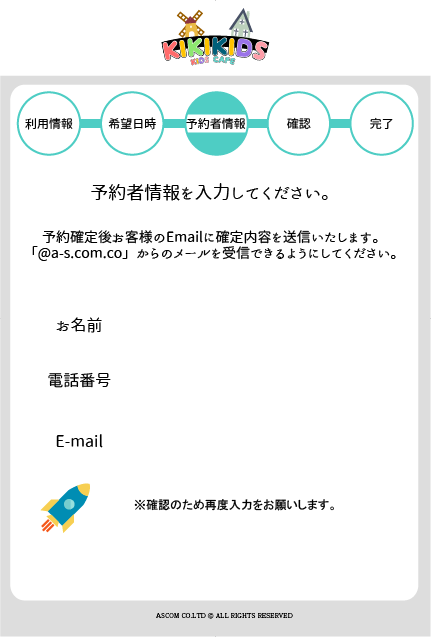 KIKIKIDS
KIDS CAFE
利用情報
希望日時
予約者情報
確認
完了
予約者情報を入力してください。
予約確定後お客様のEmailに確定内容を送信いたします。
「@a-s.com.co」からのメールを受信できるようにしてください。
お名前
電話番号
E-mail
※確認のため再度入力をお願いします。
ASCOM CO.LTD © ALL RIGHTS RESERVED